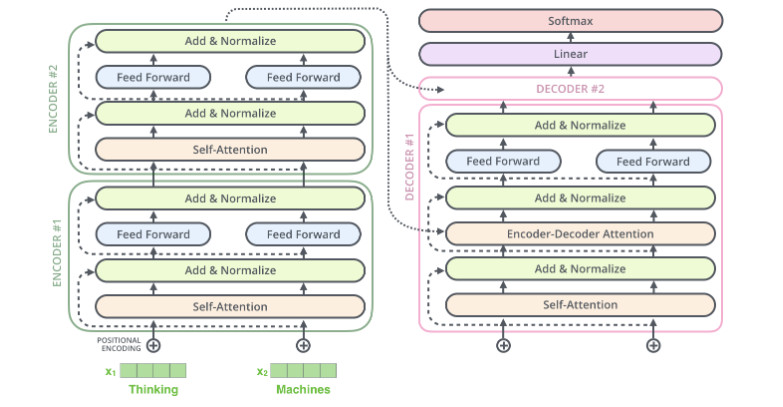 ENCODER #2
Add & Normalize
Feed Forward Feed Forward
Add & Normalize
Self-Attention
ENCODER #1
Add & Normalize
Feed Forward Feed Forward
Add & Normalize
Self-Attention
POSITIONAL
ENCODING
x₁ x₂
Thinking Machines
Softmax
Linear
DECODER #2
DECODER #1
Add & Normalize
Feed Forward Feed Forward
Add & Normalize
Encoder-Decoder Attention
Add & Normalize
Self-Attention